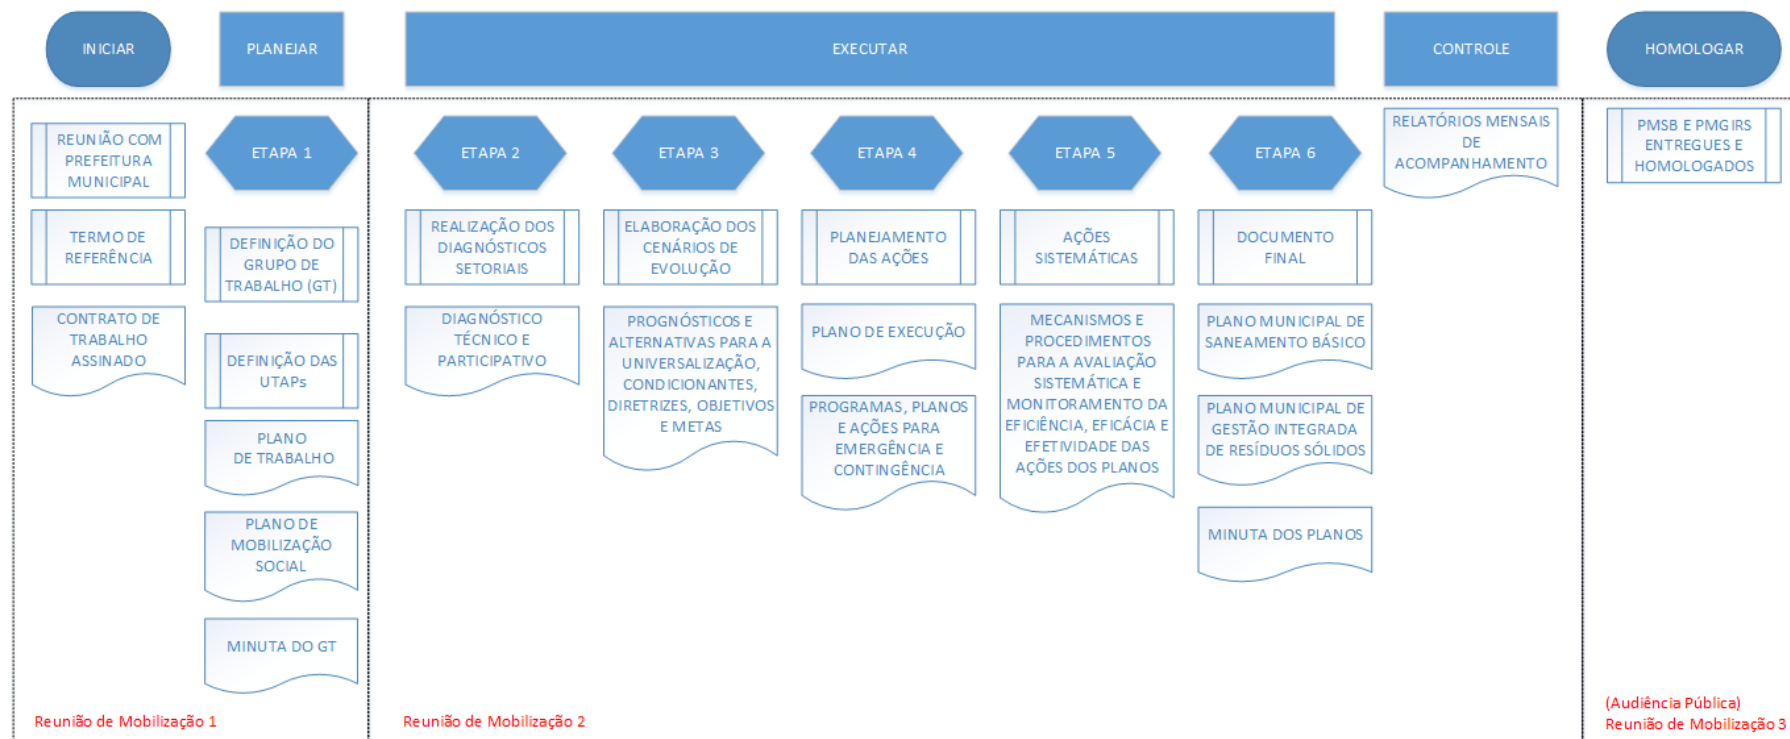 INICIAR
PLANEJAR
EXECUTAR
CONTROLE
HOMOLOGAR
REUNIÃO COM
PREFEITURA
MUNICIPAL
TERMO DE
REFERÊNCIA
CONTRATO DE
TRABALHO
ASSINADO
ETAPA 1
DEFINIÇÃO DO
GRUPO DE
TRABALHO (GT)
DEFINIÇÃO DAS
UTAPs
PLANO
DE TRABALHO
PLANO DE
MOBILIZAÇÃO
SOCIAL
MINUTA DO GT
Reunião de Mobilização 1
ETAPA 2
REALIZAÇÃO DOS
DIAGNÓSTICOS
SETORIAIS
DIAGNÓSTICO
TÉCNICO E
PARTICIPATIVO
ETAPA 3
ELABORAÇÃO DOS
CENÁRIOS DE
EVOLUÇÃO
PROGNÓSTICOS E
ALTERNATIVAS PARA A
UNIVERSALIZAÇÃO,
CONDICIONANTES,
DIRETRIZES, OBJETIVOS
E METAS
ETAPA 4
PLANEJAMENTO
DAS AÇÕES
PLANO DE EXECUÇÃO
PROGRAMAS, PLANOS
E AÇÕES PARA
EMERGÊNCIA E
CONTINGÊNCIA
ETAPA 5
AÇÕES
SISTEMÁTICAS
MECANISMOS E
PROCEDIMENTOS
PARA A AVALIAÇÃO
SISTEMÁTICA E
MONITORAMENTO DA
EFICIÊNCIA, EFICÁCIA E
EFETIVIDADE DAS
AÇÕES DOS PLANOS
ETAPA 6
DOCUMENTO
FINAL
PLANO MUNICIPAL DE
SANEAMENTO BÁSICO
PLANO MUNICIPAL DE
GESTÃO INTEGRADA
DE RESÍDUOS SÓLIDOS
MINUTA DOS PLANOS
RELATÓRIOS MENSAIS
DE
ACOMPANHAMENTO
Reunião de Mobilização 2
PMSB E PMGIRS
ENTREGUES E
HOMOLOGADOS
(Audiência Pública)
Reunião de Mobilização 3